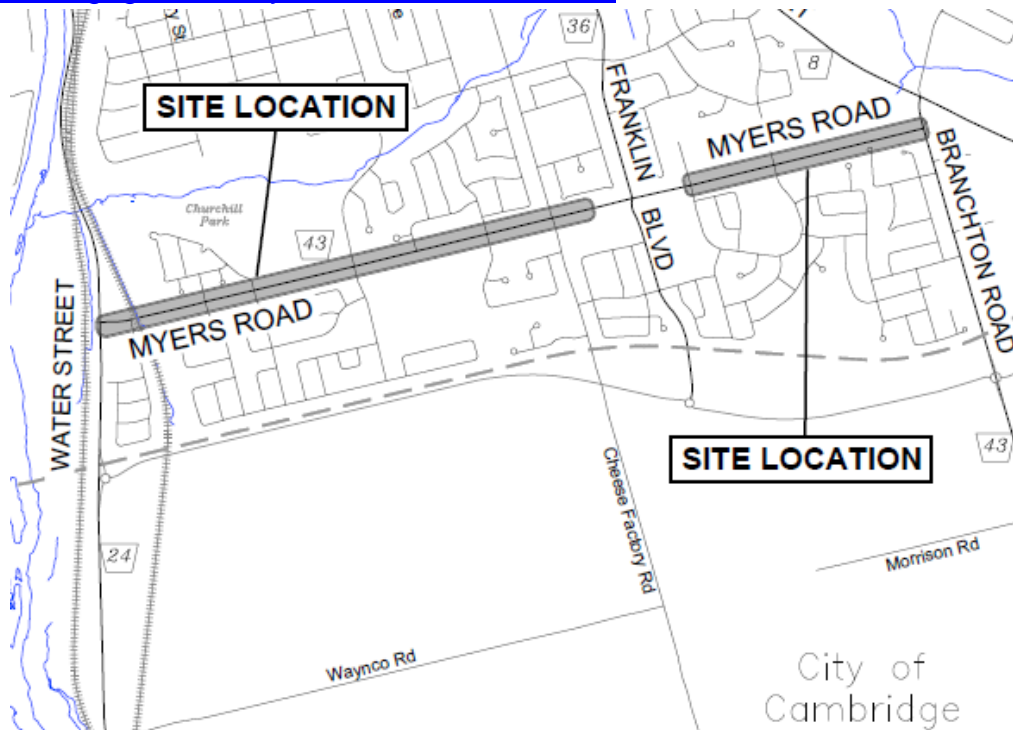 36
8
SITE LOCATION
FRANKLIN
BLVD
MYERS ROAD
BRANCHTON ROAD
Churchill
Park
43
MYERS ROAD
WATER STREET
SITE LOCATION
43
Cheese Factory Rd
24
Morrison Rd
Waynco Rd
City of
Cambridge